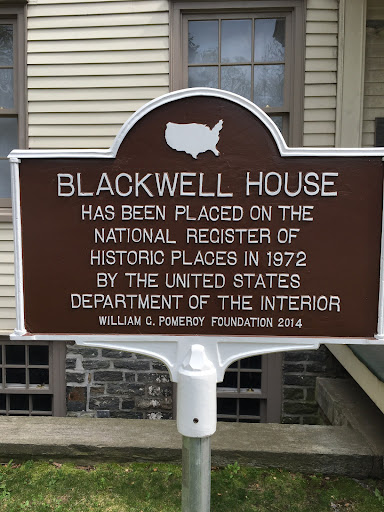 BLACKWELL HOUSE
HAS BEEN PLACED ON THE
NATIONAL REGISTER OF
HISTORIC PLACES IN 1972
BY THE UNITED STATES
DEPARTMENT OF THE INTERIOR
WILLIAM G. POMEROY FOUNDATION 2014